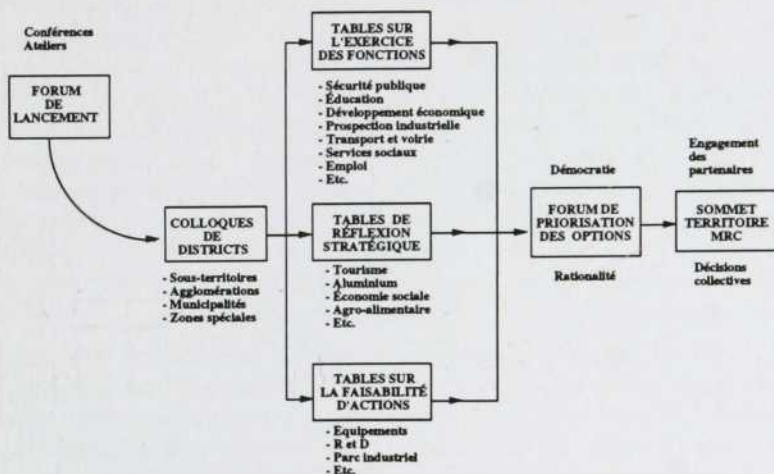 Conférences
Ateliers
FORUM
DE
LANCEMENT
COLLOQUES
DE
DISTRICTS
- Sous-territoires
- Agglomérations
- Municipalités
- Zones spéciales
TABLES SUR
L'EXERCICE
DES FONCTIONS
- Sécurité publique
- Éducation
- Développement économique
- Prospection industrielle
- Transport et voirie
- Services sociaux
- Emploi
- Etc.
TABLES DE
RÉFLEXION
STRATÉGIQUE
- Tourisme
- Aluminium
- Économie sociale
- Agro-alimentaire
- Etc.
TABLES SUR
LA FAISABILITÉ
D'ACTIONS
- Equipements
- R et D
- Parc industriel
- Etc.
Démocratie
FORUM DE
PRIORISATION
DES OPTIONS
Rationalité
Engagement
des
partenaires
SOMMET
TERRITOIRE
MRC
Décisions
collectives